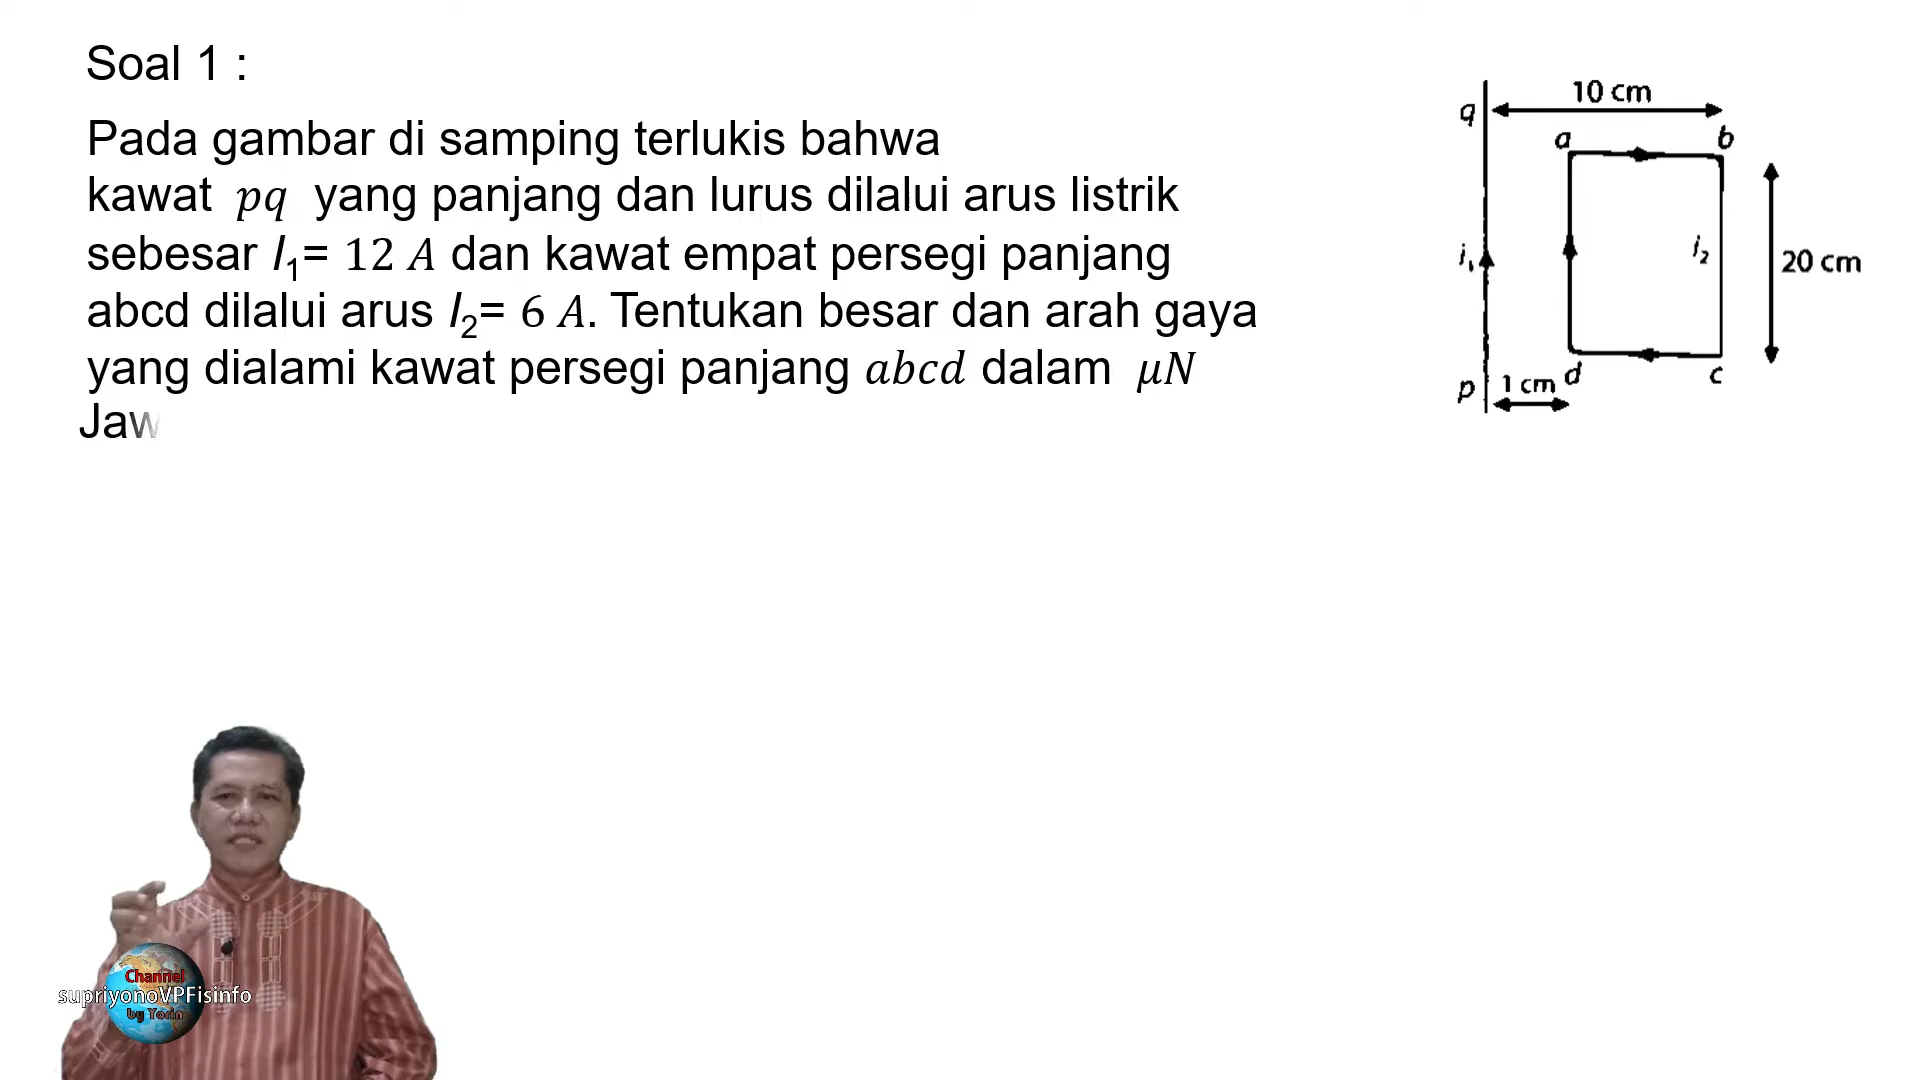 Soal 1 :
Pada gambar di samping terlukis bahwa
kawat pq yang panjang dan lurus dilalui arus listrik
sebesar I₁= 12 A dan kawat empat persegi panjang
abcd dilalui arus I₂= 6 A. Tentukan besar dan arah gaya
yang dialami kawat persegi panjang abcd dalam μN
Jaw
10 cm
q
a
b
i₁
i₂
20 cm
p
1 cm
d
c
Channel
supriyonoVPFisinfo
by Yorin